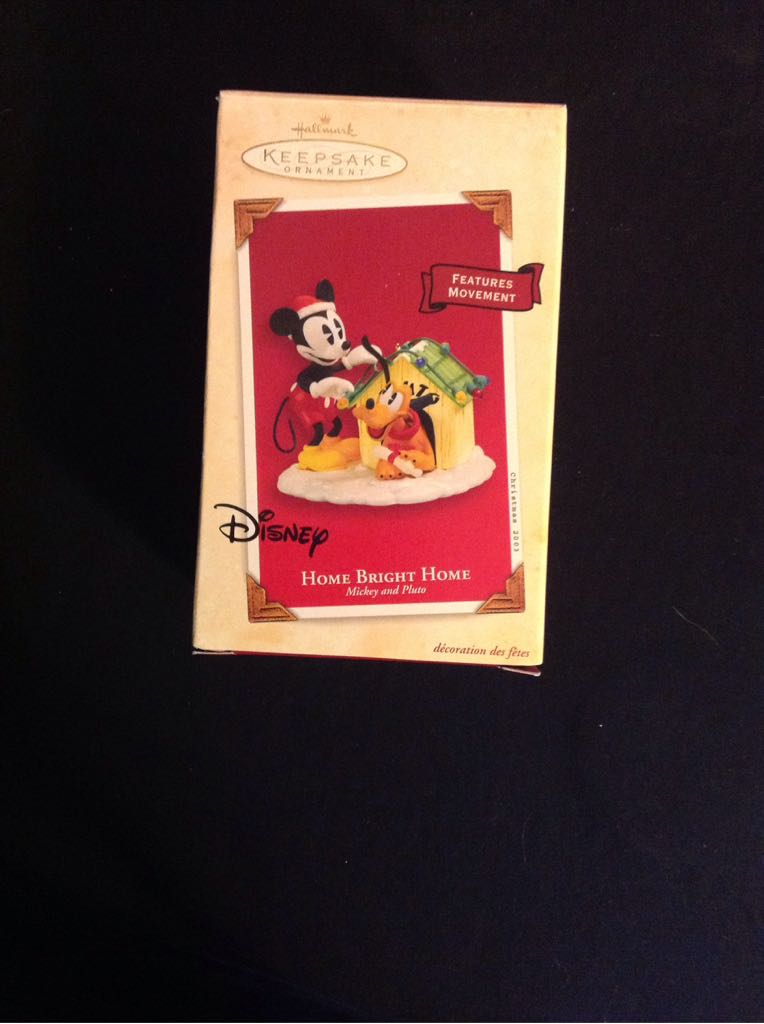 Hallmark
KEEPSAKE
ORNAMENT
FEATURES
MOVEMENT
Christmas 2003
DISNEY
HOME BRIGHT HOME
Mickey and Pluto
décoration des fêtes